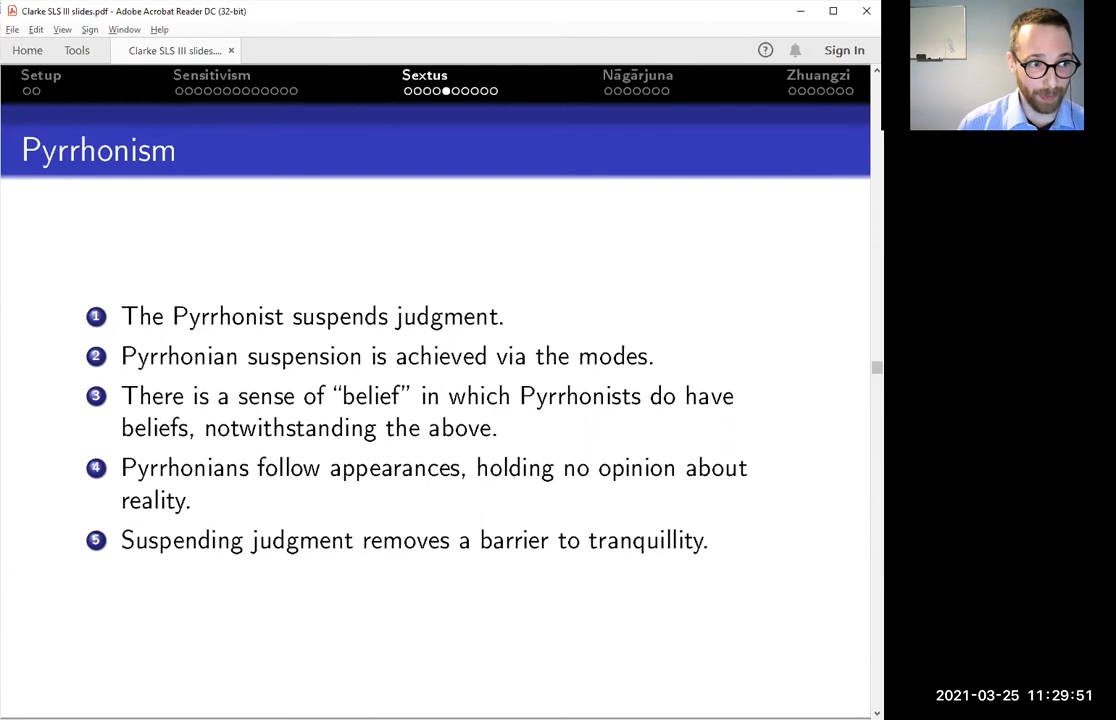 Clarke SLS III slides.pdf - Adobe Acrobat Reader DC (32-bit)
File Edit View Sign Window Help
Home Tools Clarke SLS III slides.... × ? Sign In
Setup Sensitivism Sextus Nāgārjuna Zhuangzi
Pyrrhonism
1 The Pyrrhonist suspends judgment.
2 Pyrrhonian suspension is achieved via the modes.
3 There is a sense of “belief” in which Pyrrhonists do have
beliefs, notwithstanding the above.
4 Pyrrhonians follow appearances, holding no opinion about
reality.
5 Suspending judgment removes a barrier to tranquillity.
2021-03-25 11:29:51